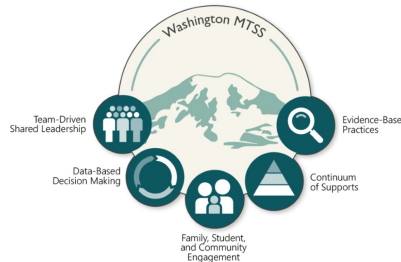 Washington MTSS
Team-Driven
Shared Leadership
Evidence-Base
Practices
Data-Based
Decision Making
Continuum
of Supports
Family, Student,
and Community
Engagement